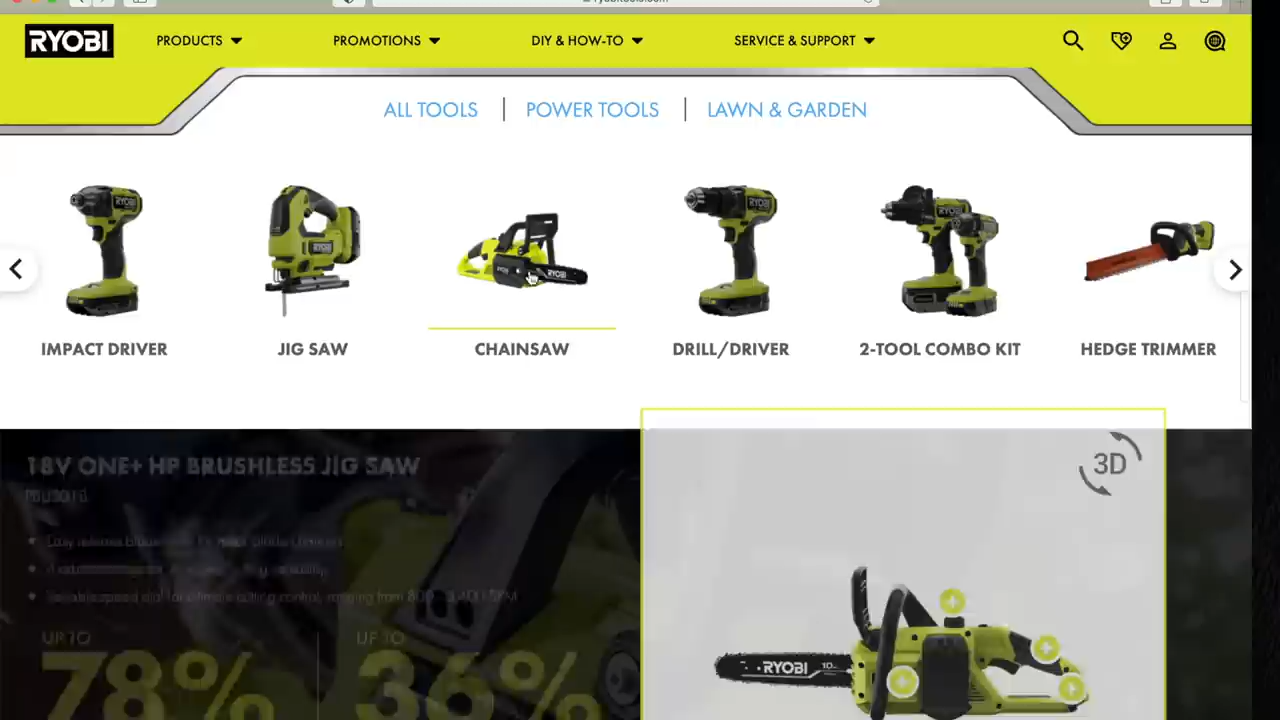 RYOBI
PRODUCTS
PROMOTIONS
DIY & HOW-TO
SERVICE & SUPPORT
ALL TOOLS
POWER TOOLS
LAWN & GARDEN
IMPACT DRIVER
JIG SAW
CHAINSAW
DRILL/DRIVER
2-TOOL COMBO KIT
HEDGE TRIMMER
18V ONE+ HP BRUSHLESS JIG SAW
UP TO
78%
UP TO
36%
3D
RYOBI